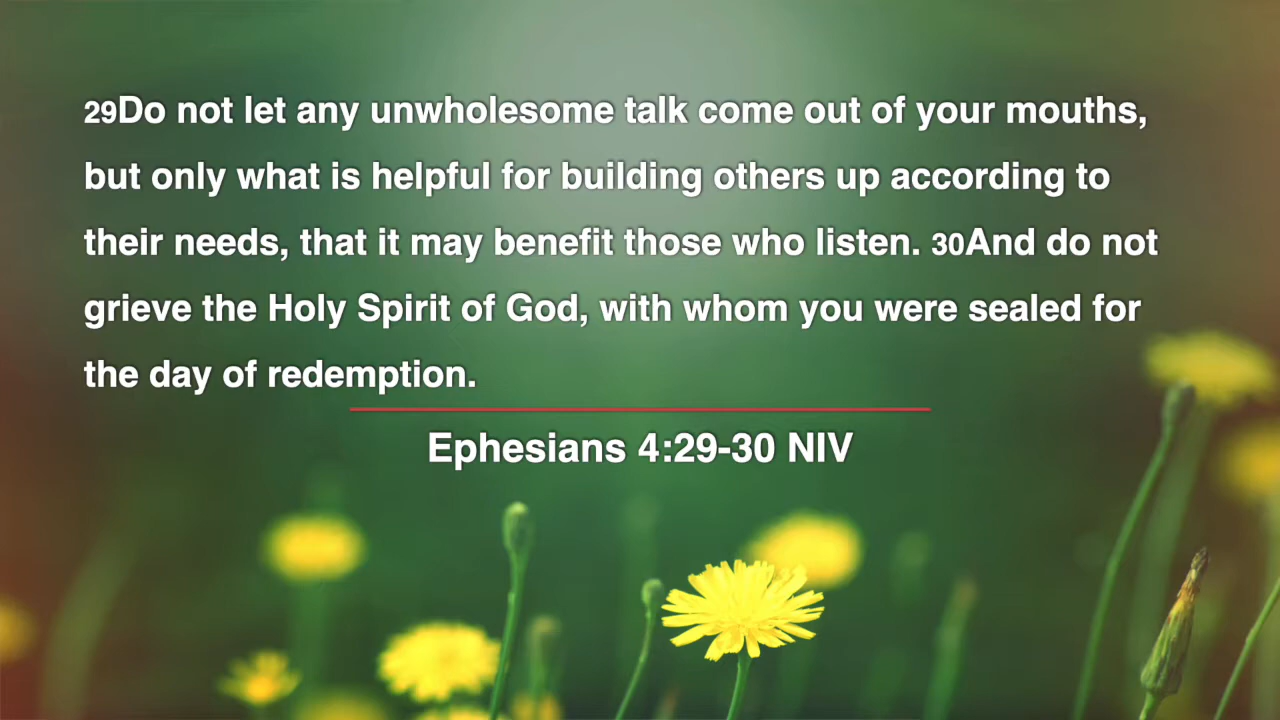 29Do not let any unwholesome talk come out of your mouths,
but only what is helpful for building others up according to
their needs, that it may benefit those who listen. 30And do not
grieve the Holy Spirit of God, with whom you were sealed for
the day of redemption.
Ephesians 4:29-30 NIV